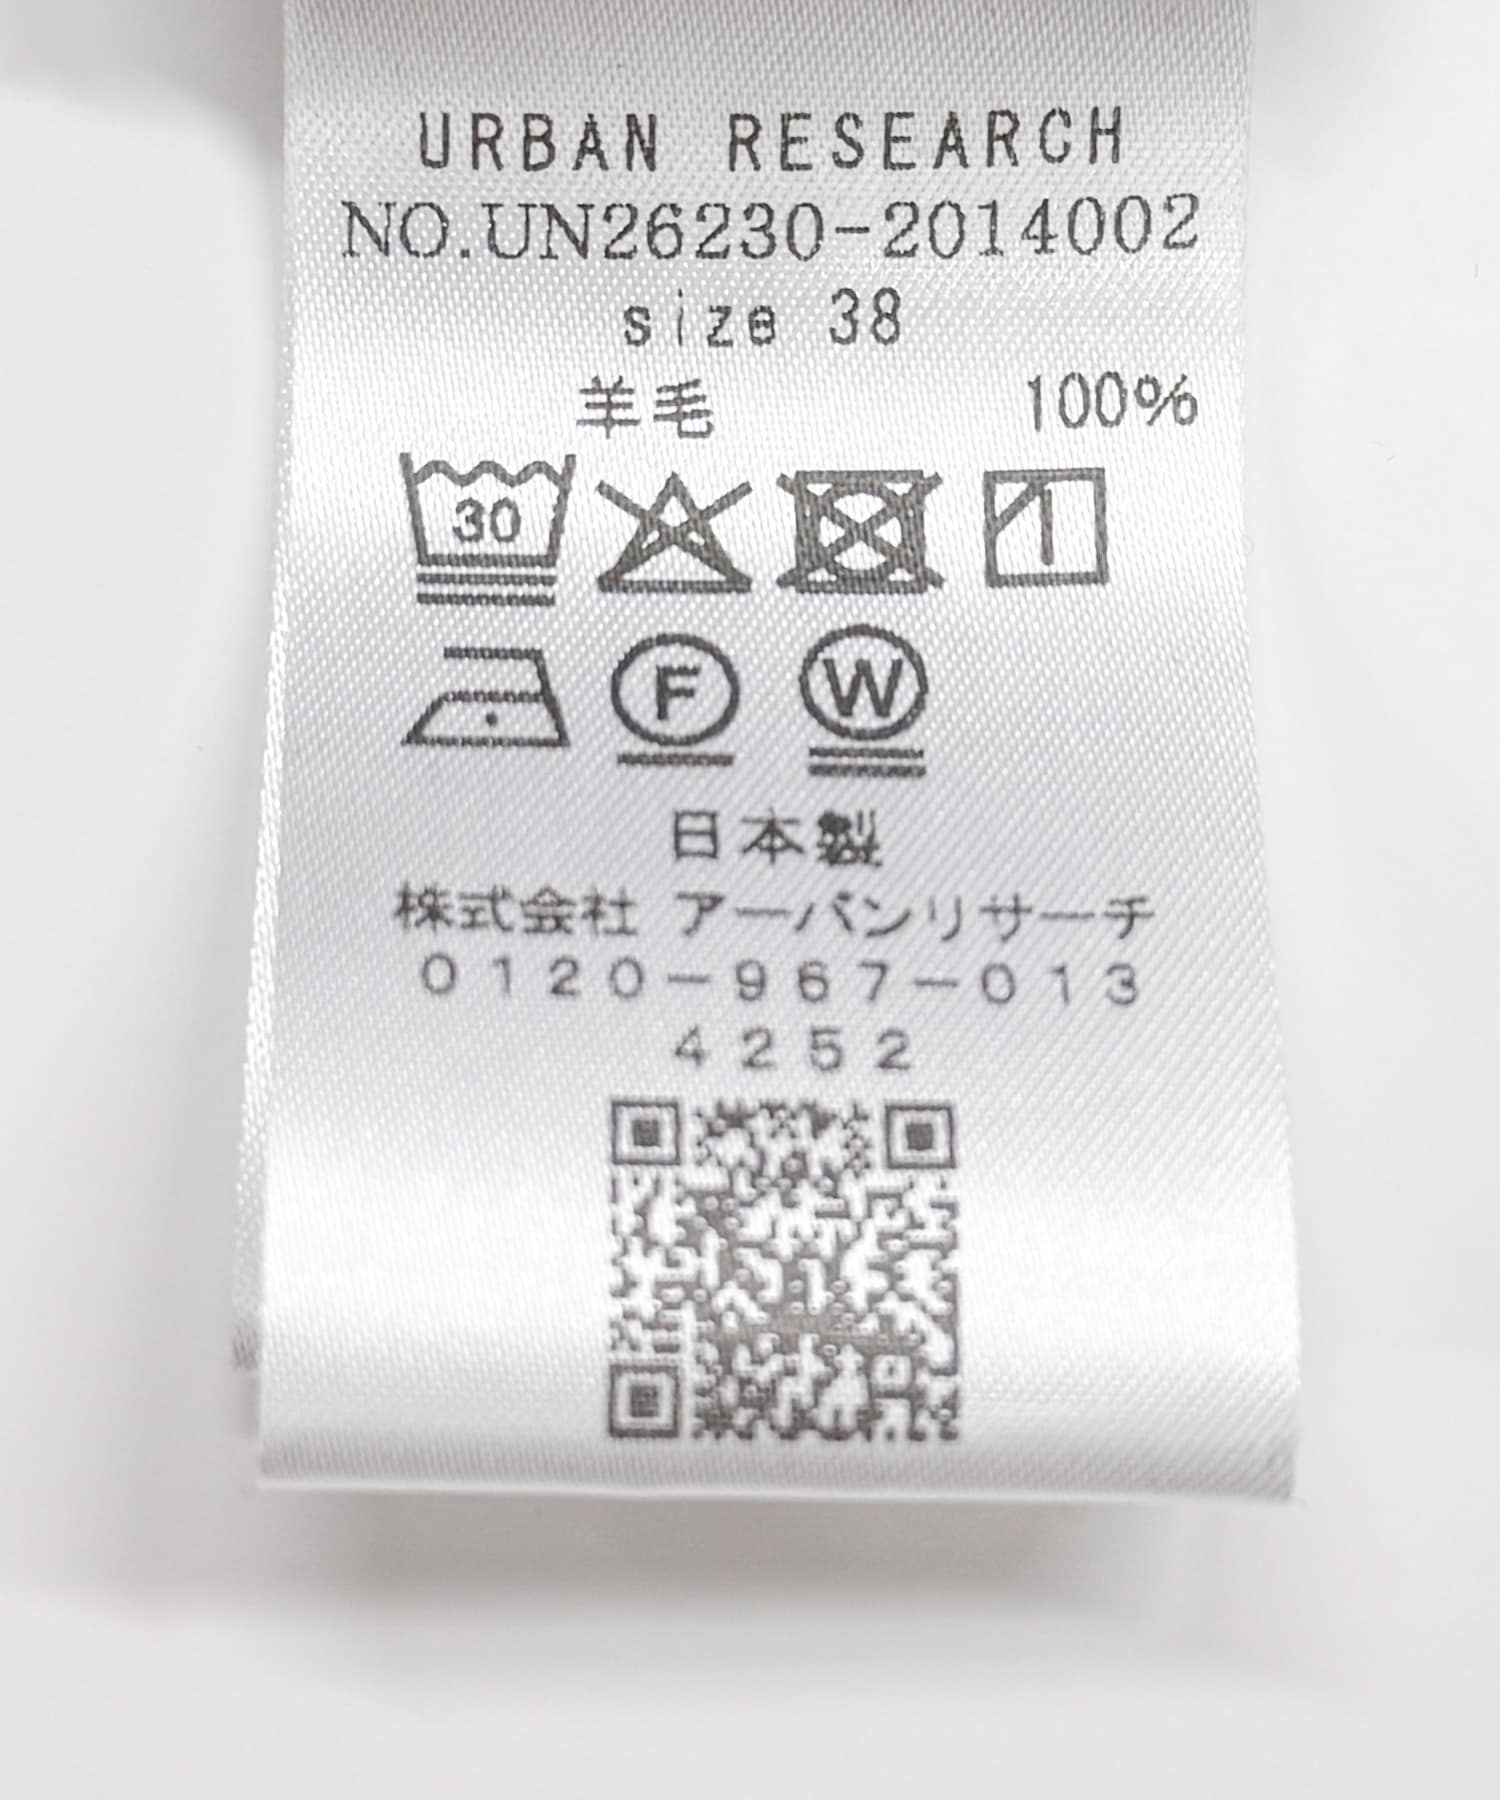 URBAN RESEARCH
NO.UN26230-2014002
size 38
羊毛 100%
30
F W
日本製
株式会社 アーバンリサーチ
0120-967-013
4252